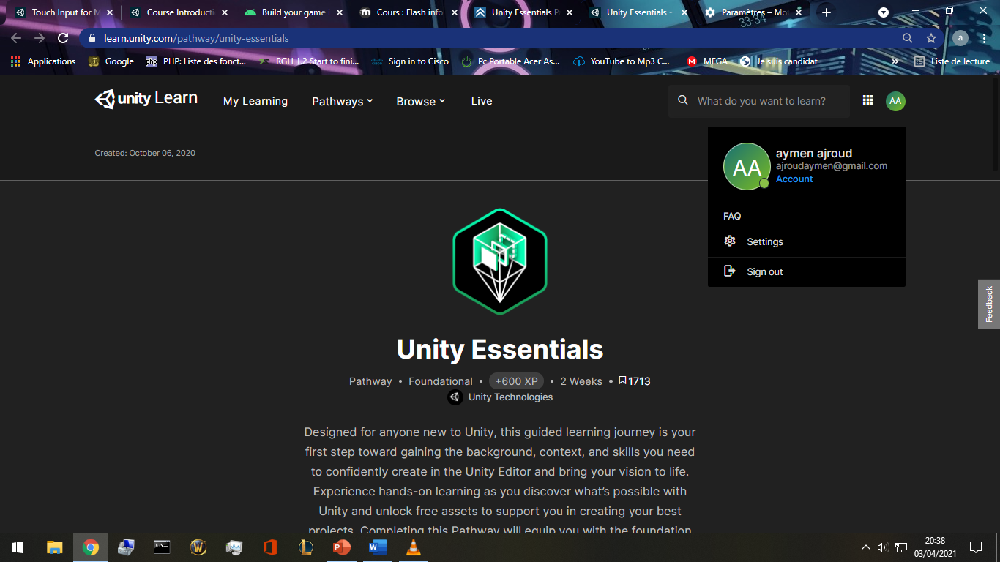 Touch Input for M
Course Introducti
Build your game i
Cours : Flash info
Unity Essentials P
Unity Essentials -
Paramètres – Mo
33-34
learn.unity.com/pathway/unity-essentials
a
Applications
Google
PHP: Liste des fonct...
RGH 1.2 Start to fini...
Sign in to Cisco
Pc Portable Acer As...
YouTube to Mp3 C...
MEGA
Je suis candidat
»
Liste de lecture
unity Learn
My Learning
Pathways
Browse
Live
What do you want to learn?
AA
Created: October 06, 2020
AA
aymen ajroud
ajroudaymen@gmail.com
Account
FAQ
Settings
Sign out
Feedback
Unity Essentials
Pathway • Foundational • +600 XP • 2 Weeks • 1713
Unity Technologies
Designed for anyone new to Unity, this guided learning journey is your
first step toward gaining the background, context, and skills you need
to confidently create in the Unity Editor and bring your vision to life.
Experience hands-on learning as you discover what's possible with
Unity and unlock free assets to support you in creating your best
projects. Completing this Pathway will equip you with the foundation
20:38
03/04/2021